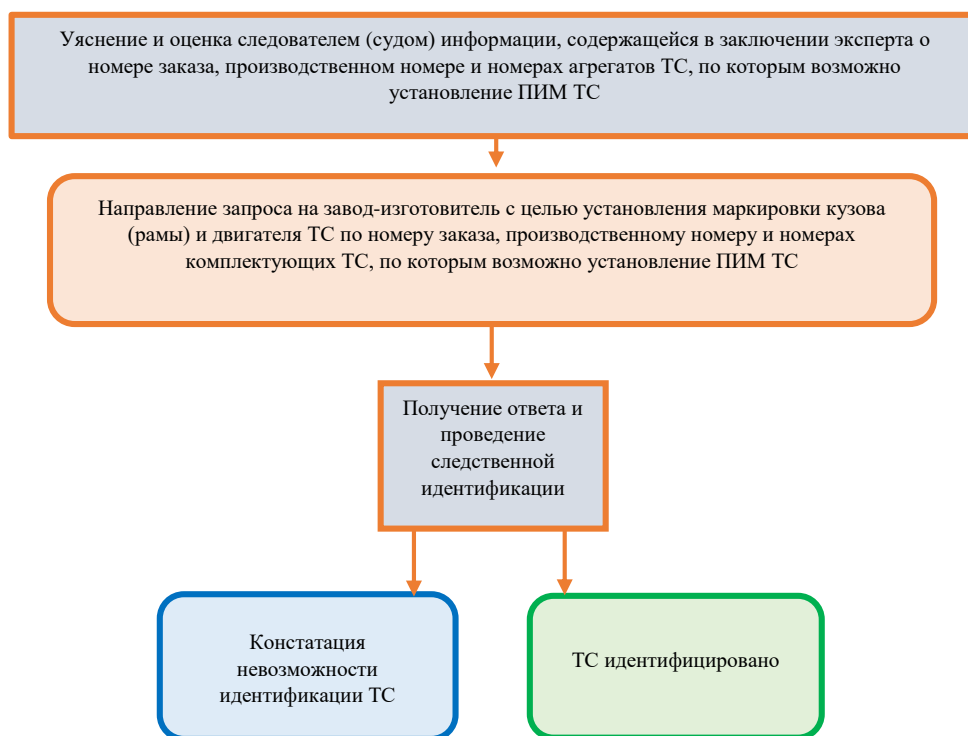 Уяснение и оценка следователем (судом) информации, содержащейся в заключении эксперта о
номере заказа, производственном номере и номерах агрегатов ТС, по которым возможно
установление ПИМ ТС
Направление запроса на завод-изготовитель с целью установления маркировки кузова
(рамы) и двигателя ТС по номеру заказа, производственному номеру и номерах
комплектующих ТС, по которым возможно установление ПИМ ТС
Получение ответа и
проведение
следственной
идентификации
Констатация
невозможности
идентификации ТС
ТС идентифицировано